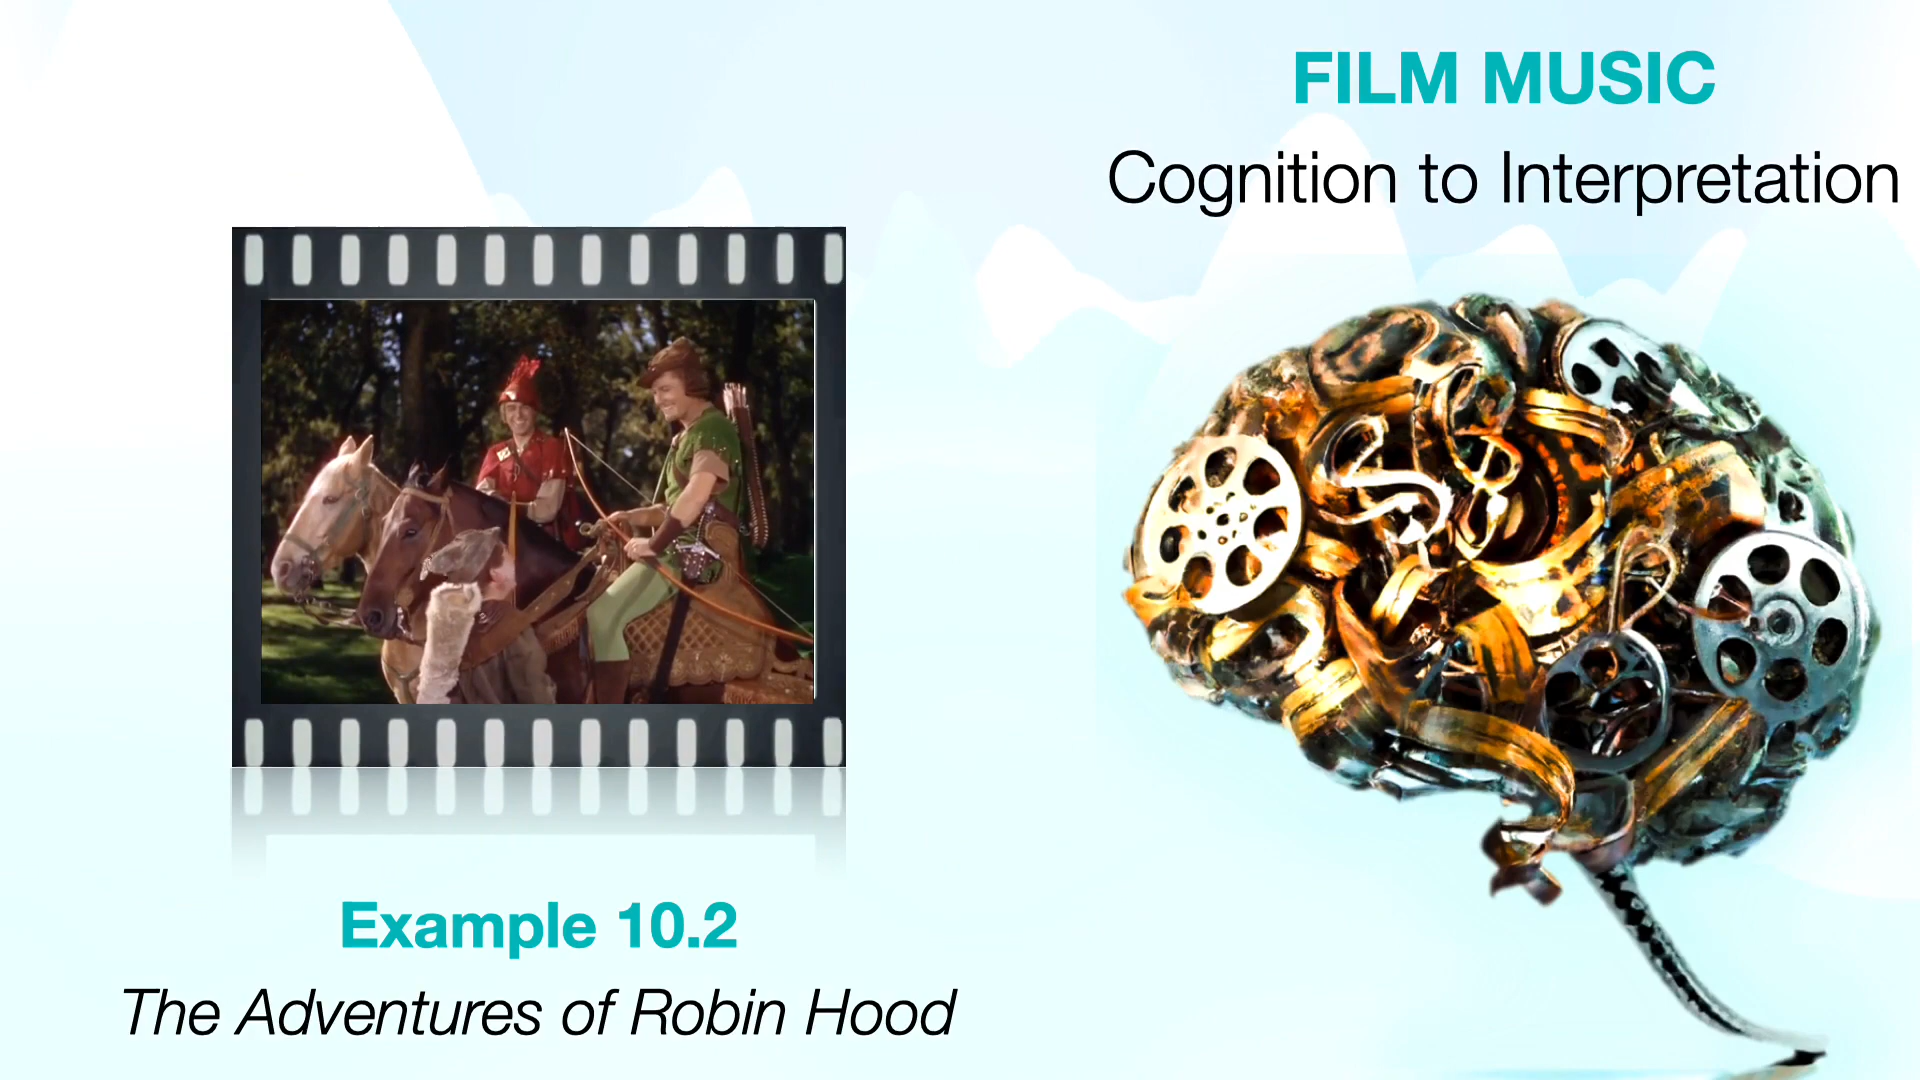 FILM MUSIC
Cognition to Interpretation
Example 10.2
The Adventures of Robin Hood